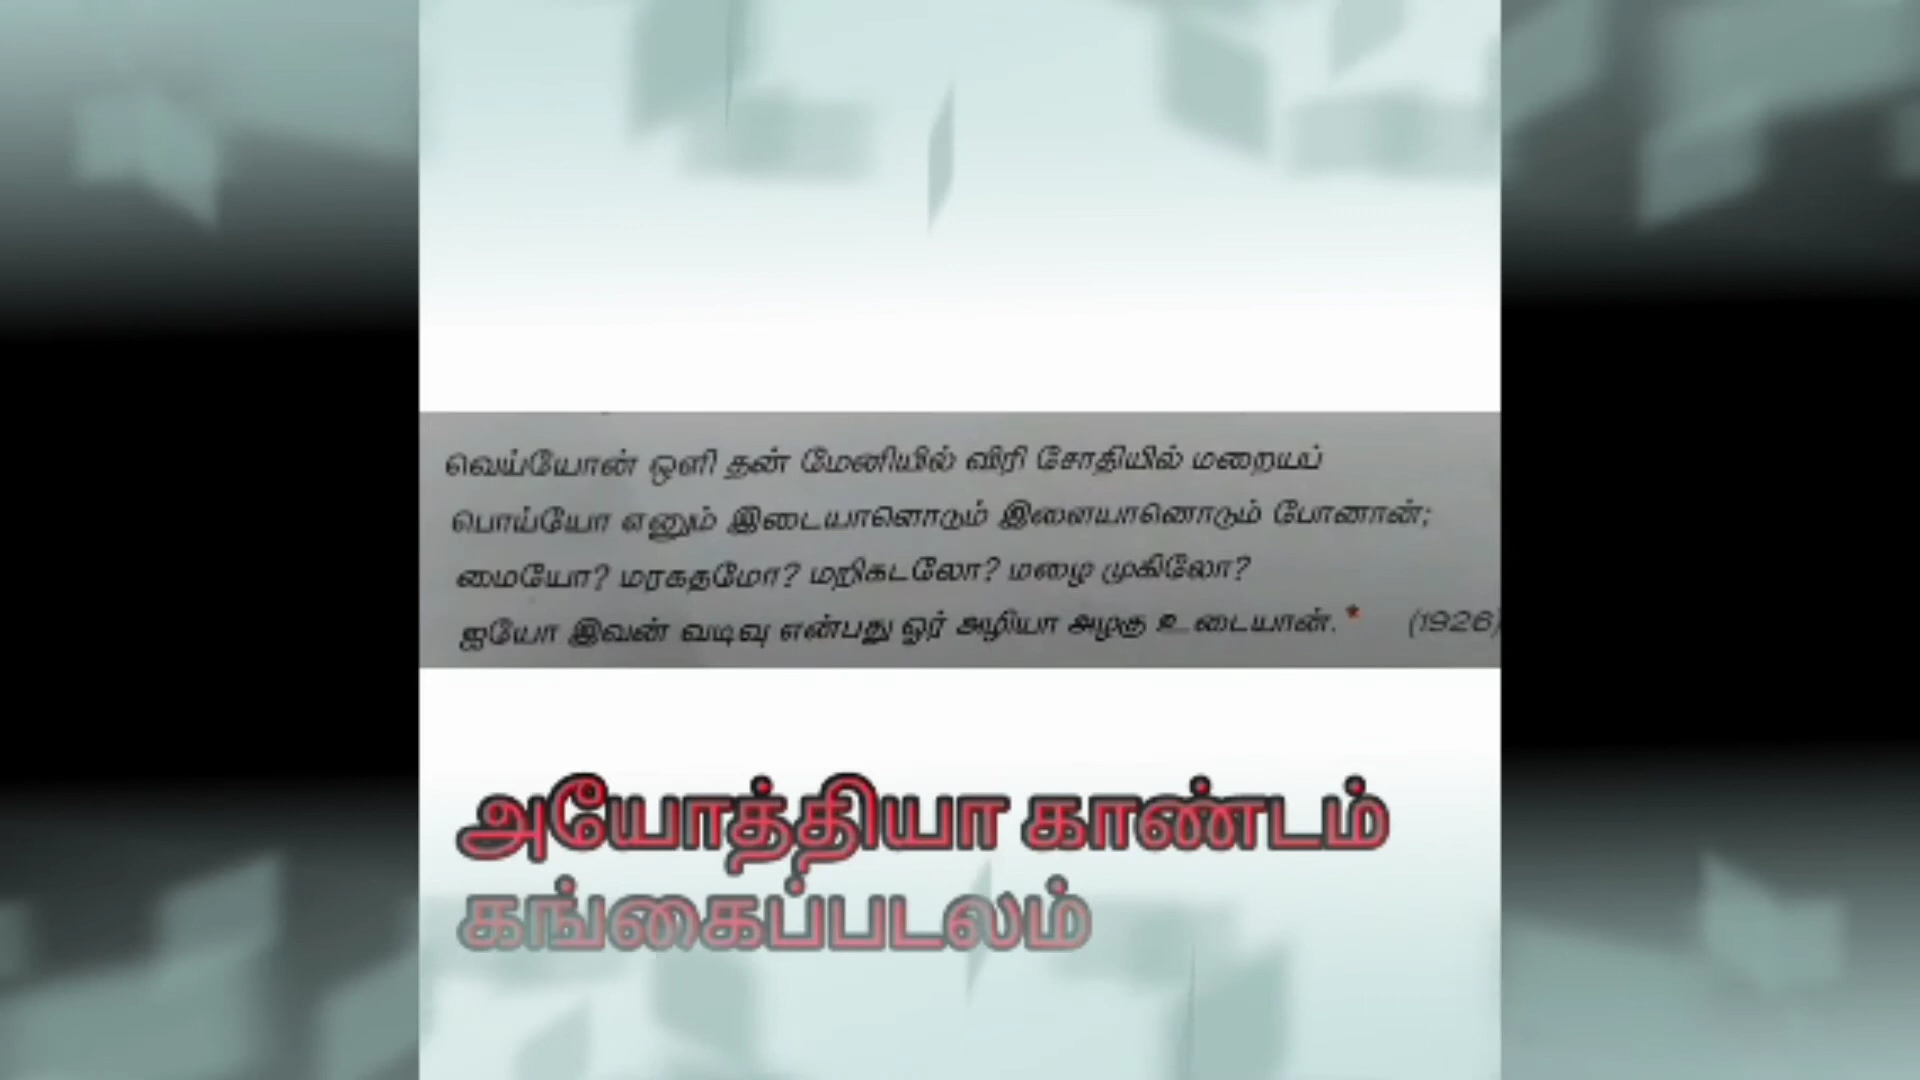 வெய்யோன் ஒளி தன் மேனியில் விரி சோதியில் மறையப்
பொய்யோ எனும் இடையாளொடும் இளையானொடும் போனான்;
மையோ? மரகதமோ? மறிகடலோ? மழை முகிலோ?
ஐயோ இவன் வடிவு என்பது ஓர் அழியா அழகு உடையான்.* (1926)
அயோத்தியா காண்டம்
கங்கைப்படலம்